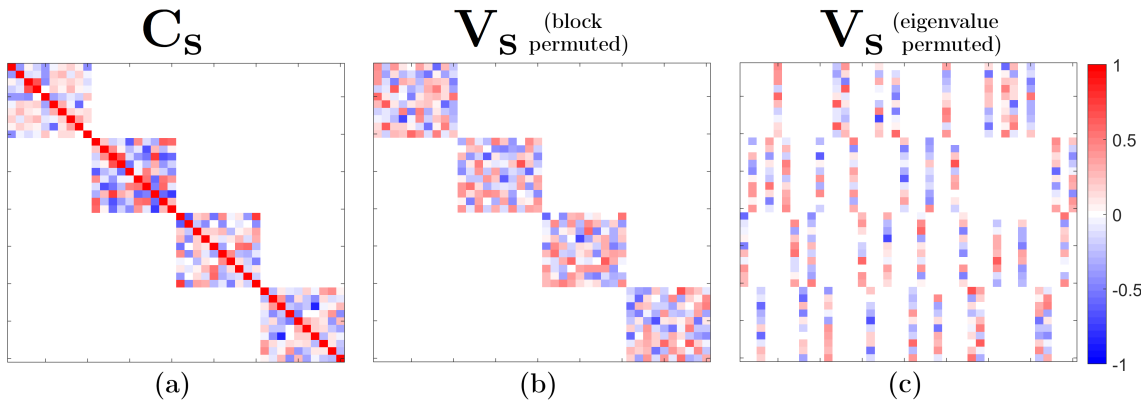 C_s
V_s (block permuted)
V_s (eigenvalue permuted)
1
0.5
0
-0.5
-1
(a)
(b)
(c)